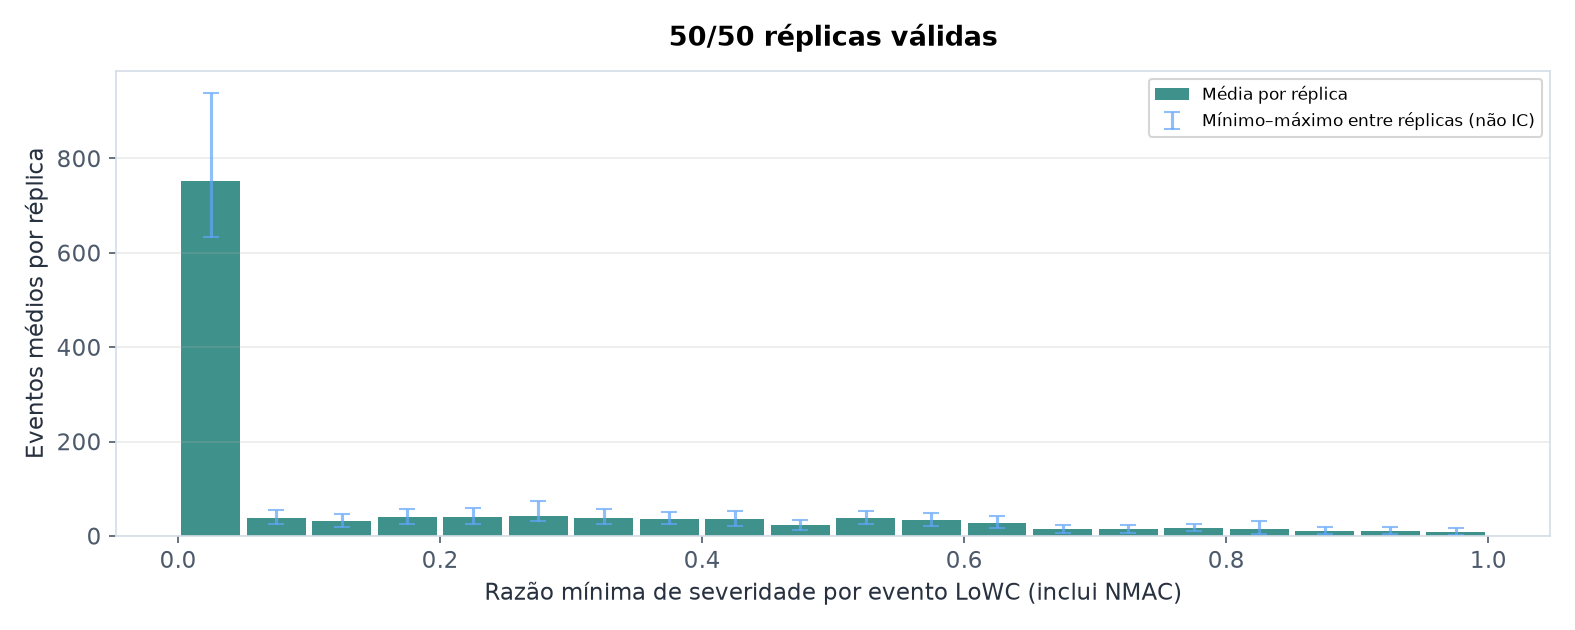 50/50 réplicas válidas
Média por réplica
Mínimo–máximo entre réplicas (não IC)
Eventos médios por réplica
800
600
400
200
0
0.0
0.2
0.4
0.6
0.8
1.0
Razão mínima de severidade por evento LoWC (inclui NMAC)